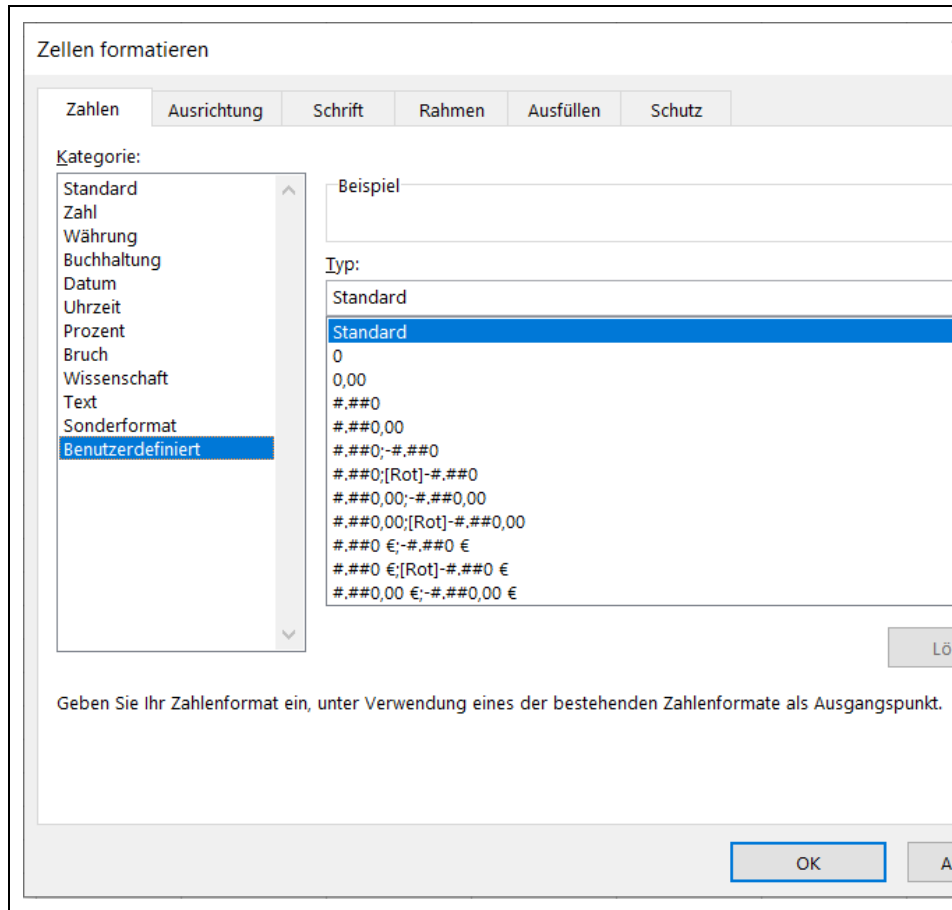 Zellen formatieren
Zahlen Ausrichtung Schrift Rahmen Ausfüllen Schutz
Kategorie:
Standard
Zahl
Währung
Buchhaltung
Datum
Uhrzeit
Prozent
Bruch
Wissenschaft
Text
Sonderformat
Benutzerdefiniert
Beispiel
Typ:
Standard
Standard
0
0,00
#.##0
#.##0,00
#.##0;-#.##0
#.##0;[Rot]-#.##0
#.##0,00;-#.##0,00
#.##0,00;[Rot]-#.##0,00
#.##0 €;-#.##0 €
#.##0 €;[Rot]-#.##0 €
#.##0,00 €;-#.##0,00 €
Lö
Geben Sie Ihr Zahlenformat ein, unter Verwendung eines der bestehenden Zahlenformate als Ausgangspunkt.
OK A